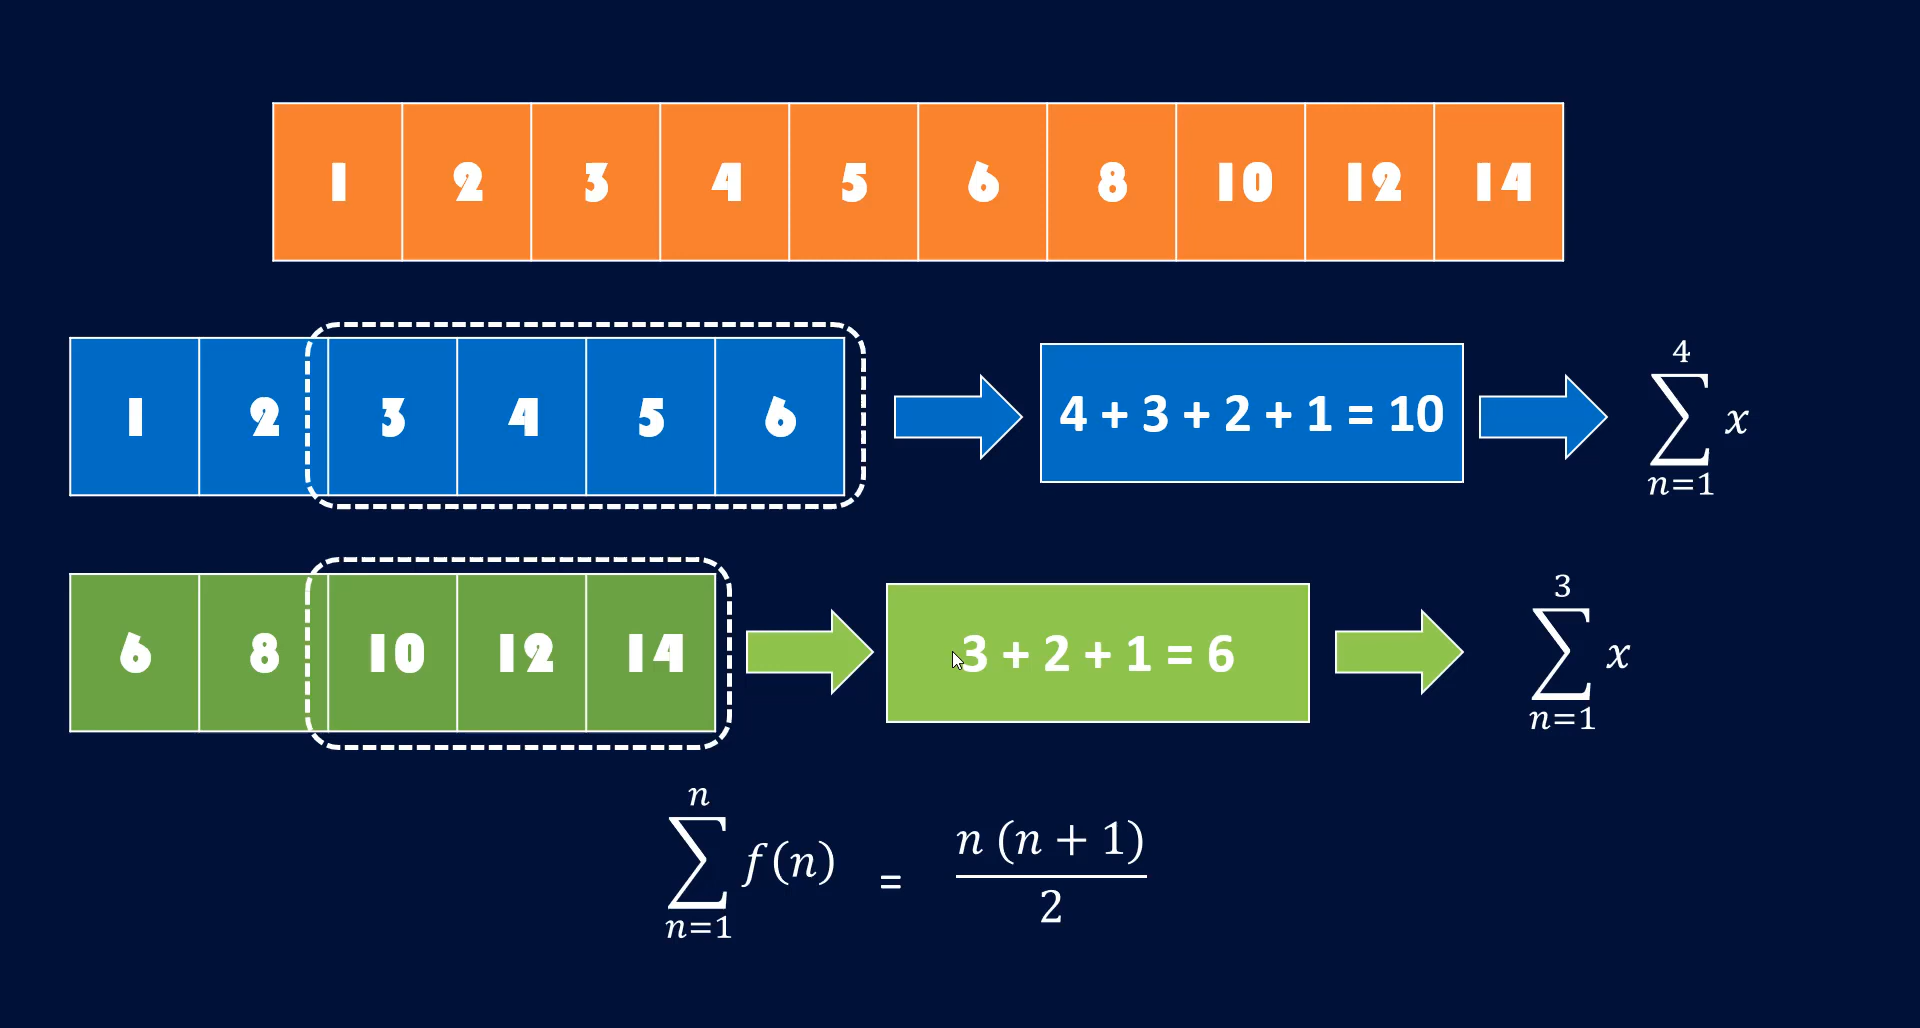 1 2 3 4 5 6 8 10 12 14
1 2 3 4 5 6
4 + 3 + 2 + 1 = 10
4
∑ x
n=1
6 8 10 12 14
3 + 2 + 1 = 6
3
∑ x
n=1
n
∑ f(n) = n (n + 1) / 2
n=1